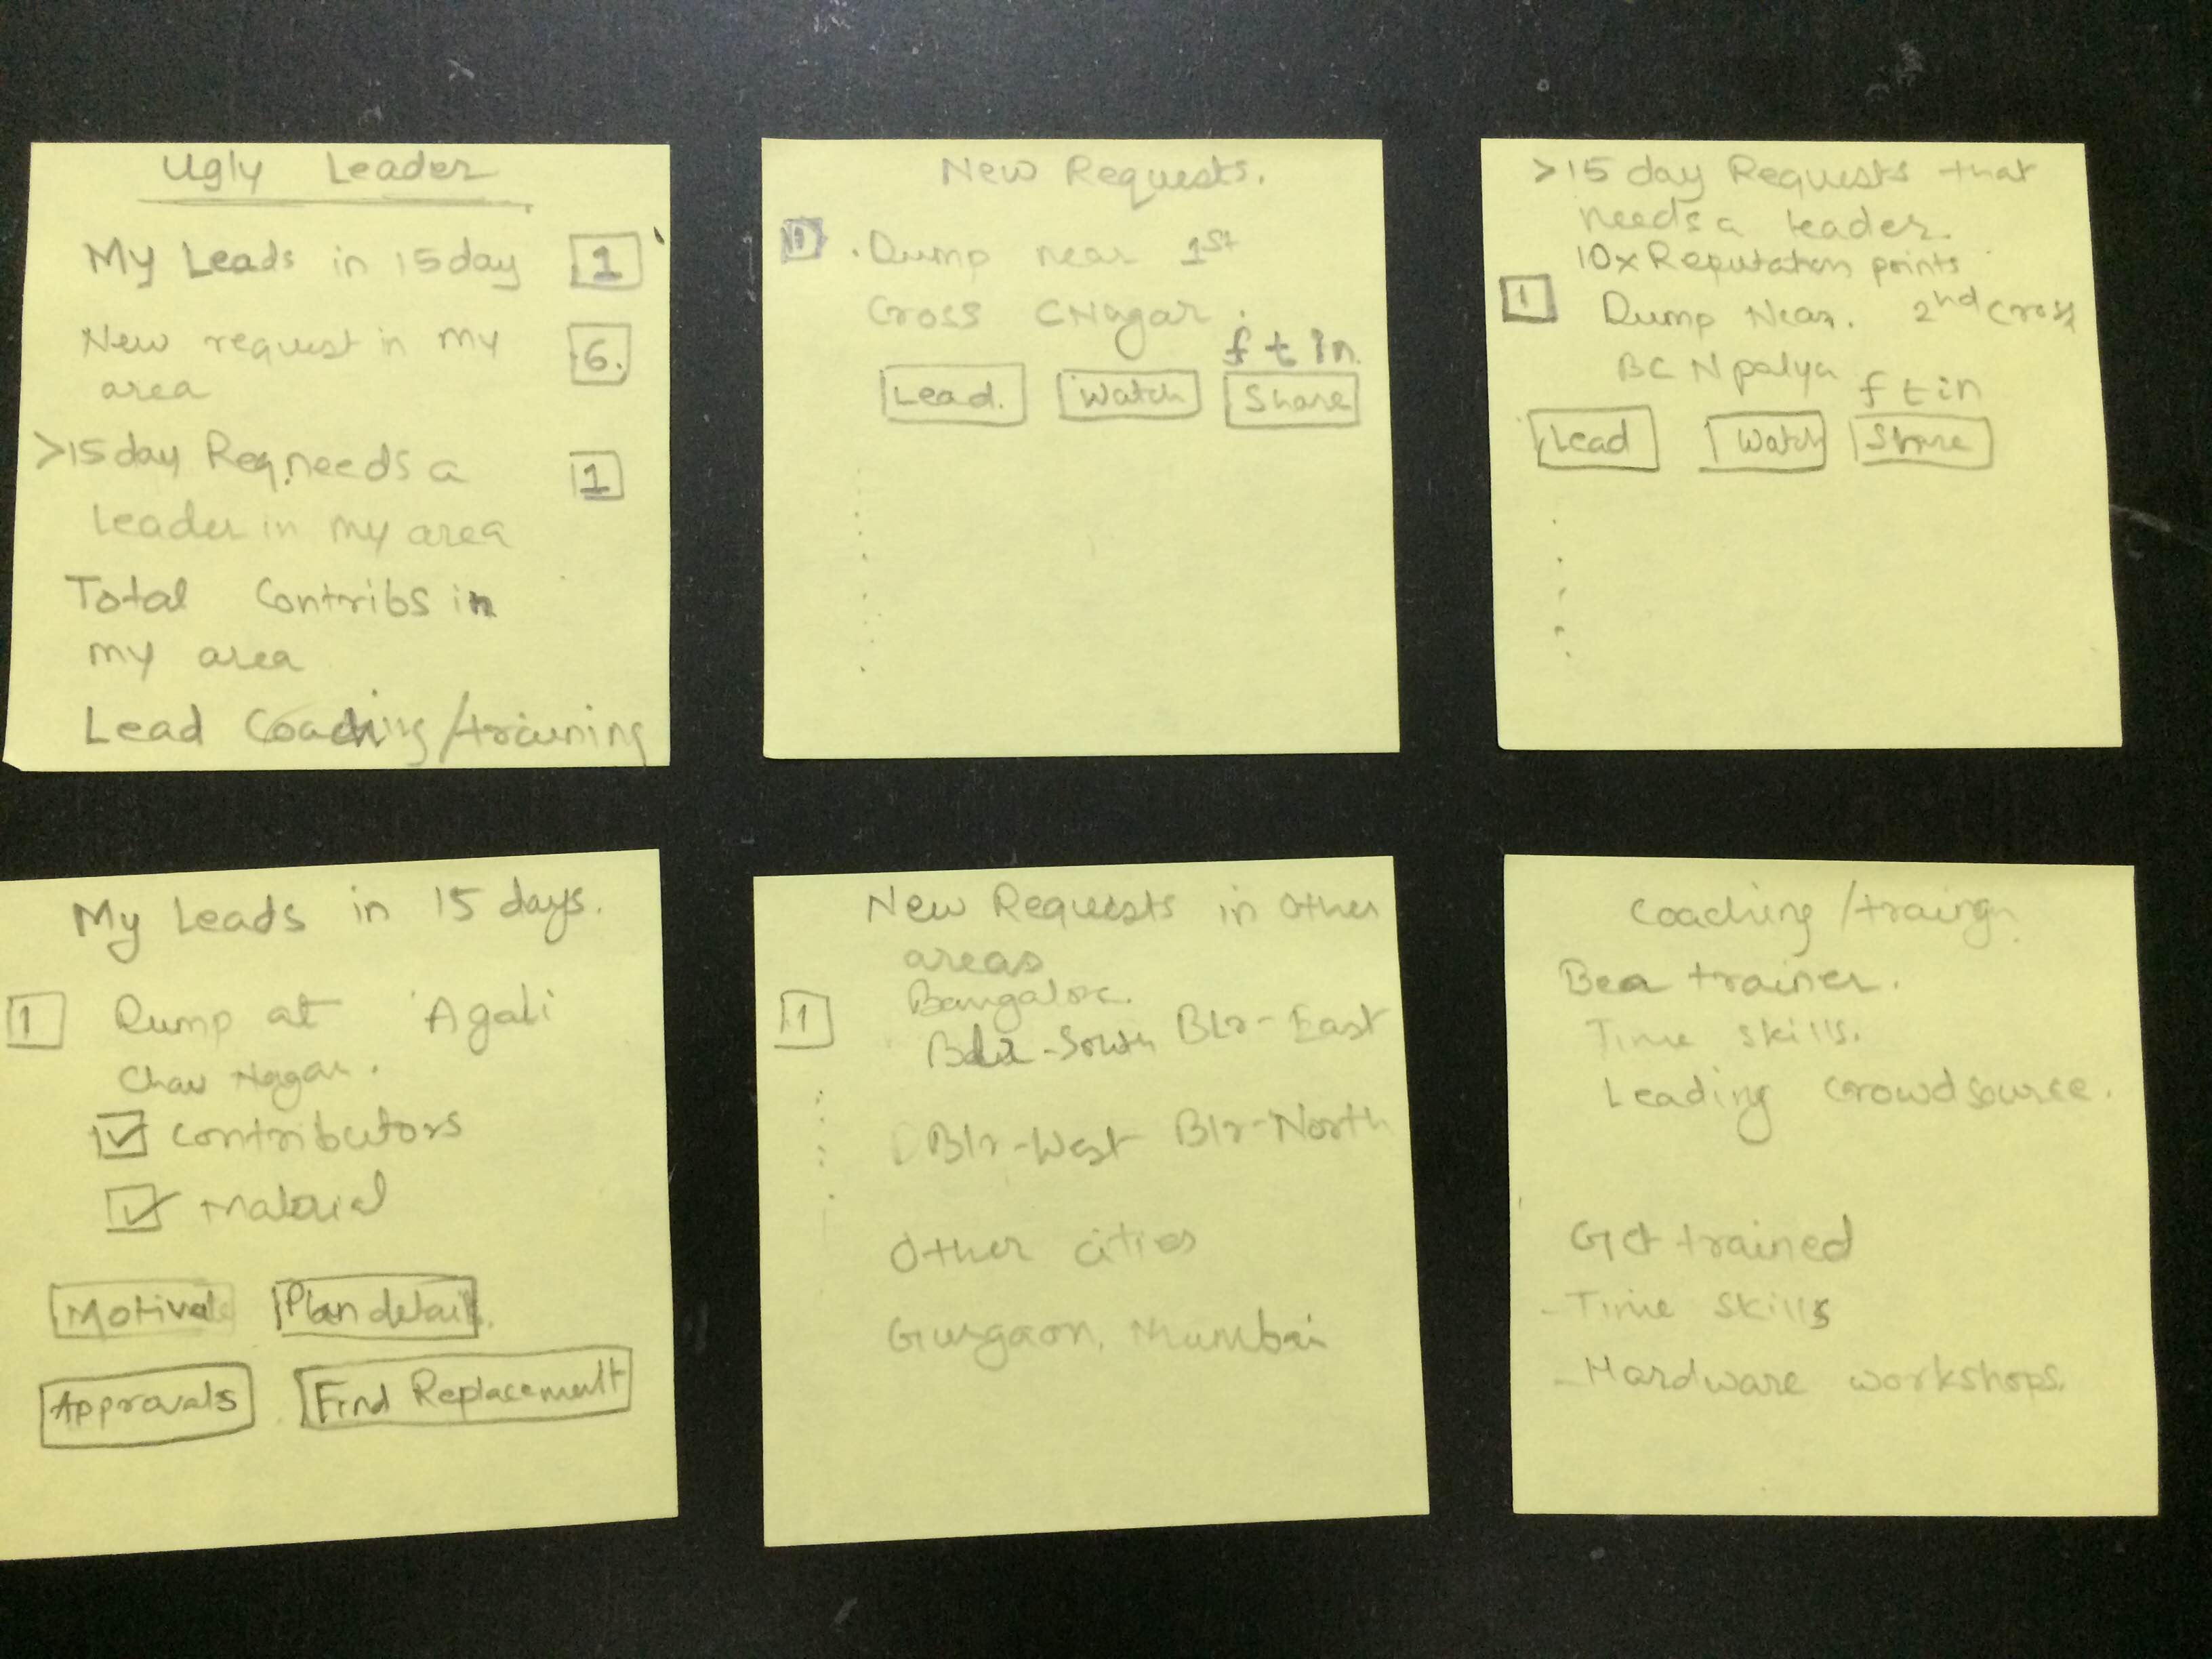 Ugly Leader
My Leads in 15day 1
New request in my 6.
area
>15day Req needs a 1
Leader in my area
Total Contribs in
my area
Lead Coaching/training
New Requests.
1 . Dump near 1st
Cross CNagar.
f t in
Lead. Watch Share
>15 day Requests that
needs a leader.
10x Reputation points
1 Dump Near. 2nd Cross
BC N palya
f t in
Lead Watch Share
My Leads in 15 days.
1 Dump at Agali
Chau Nagar.
Contributors
Material
Motivate Plan details.
Approvals Find Replacement
New Requests in other
areas
Bangalore.
1 Blr-South Blr-East
Blr-West Blr-North
Other cities
Gurgaon, Mumbai
Coaching/traingn
Be a trainer.
Time skills.
Leading Crowdsource.
Get trained
- Time skills
- Hardware workshops.